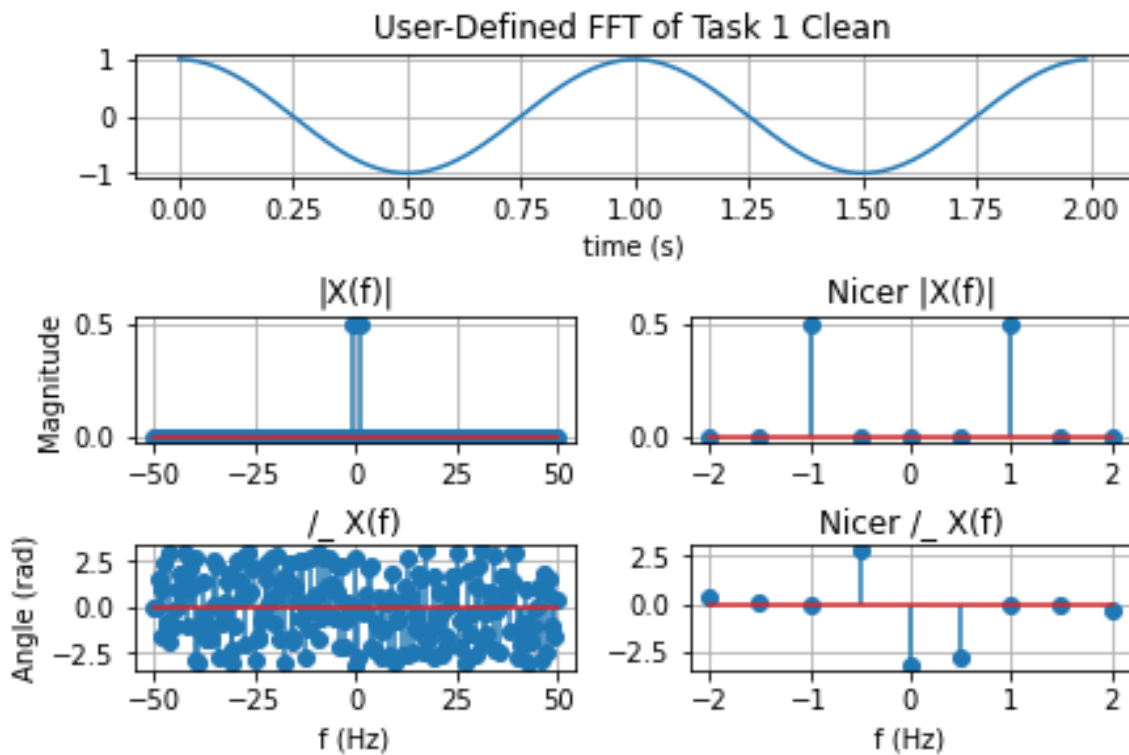 User-Defined FFT of Task 1 Clean
1
0
−1
0.00 0.25 0.50 0.75 1.00 1.25 1.50 1.75 2.00
time (s)
|X(f)|
Magnitude
0.5
0.0
−50 −25 0 25 50
Nicer |X(f)|
0.5
0.0
−2 −1 0 1 2
/_ X(f)
Angle (rad)
2.5
0.0
−2.5
−50 −25 0 25 50
f (Hz)
Nicer /_ X(f)
2.5
0.0
−2.5
−2 −1 0 1 2
f (Hz)